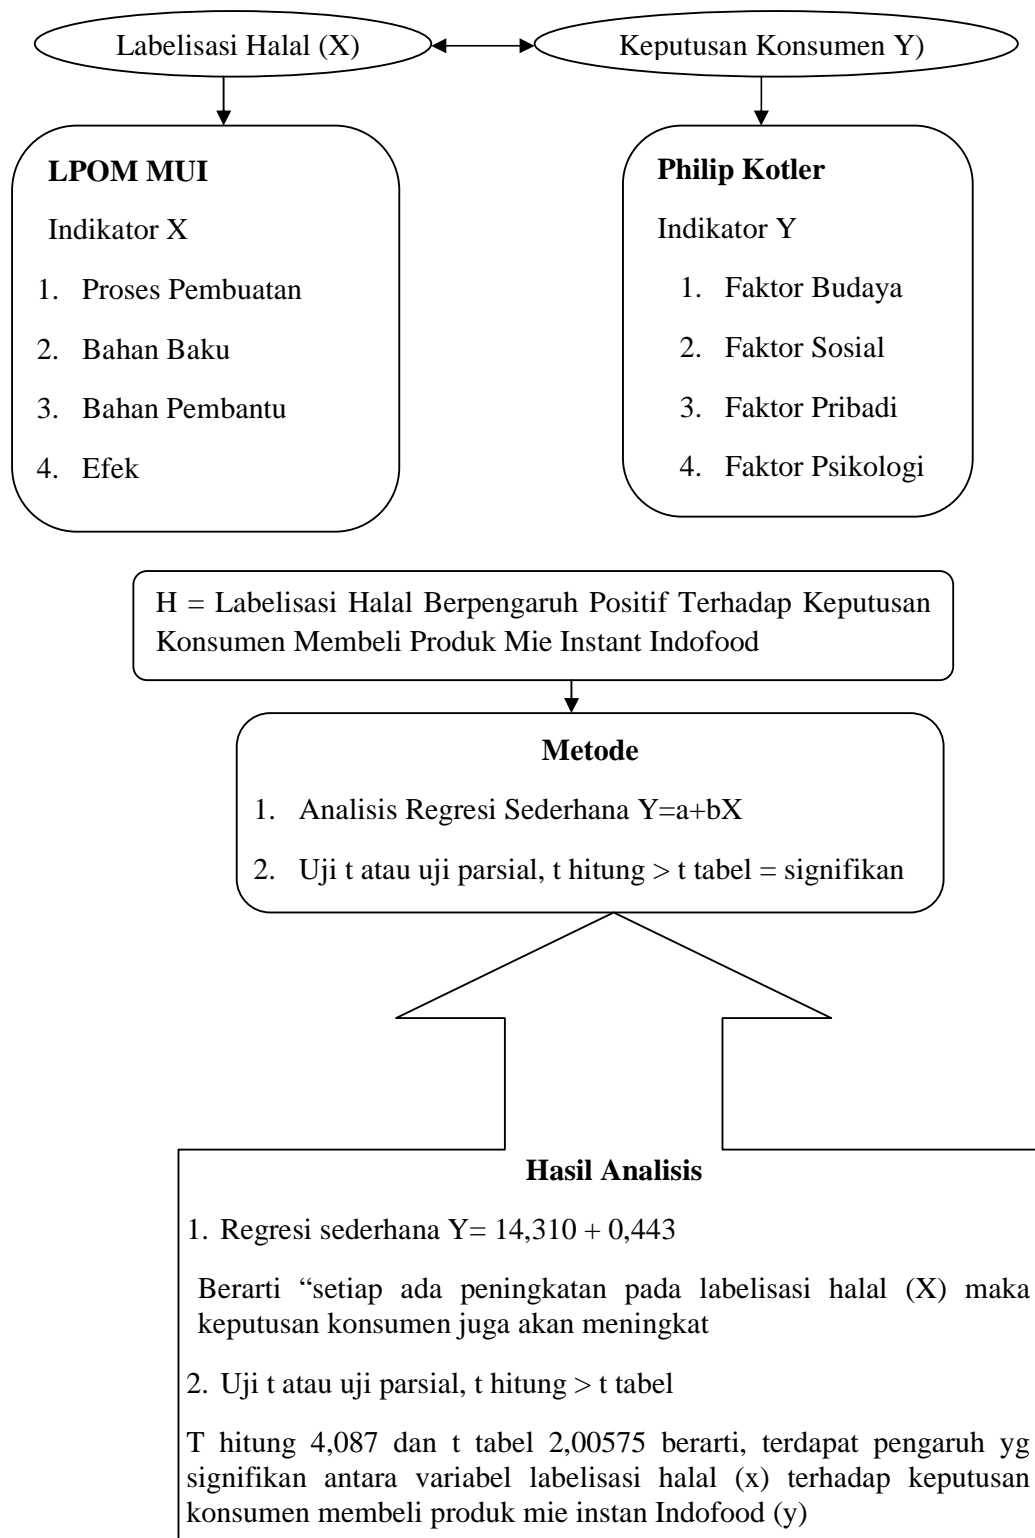 Labelisasi Halal (X)
Keputusan Konsumen Y)
LPOM MUI
Indikator X
1. Proses Pembuatan
2. Bahan Baku
3. Bahan Pembantu
4. Efek
Philip Kotler
Indikator Y
1. Faktor Budaya
2. Faktor Sosial
3. Faktor Pribadi
4. Faktor Psikologi
H = Labelisasi Halal Berpengaruh Positif Terhadap Keputusan
Konsumen Membeli Produk Mie Instant Indofood
Metode
1. Analisis Regresi Sederhana Y=a+bX
2. Uji t atau uji parsial, t hitung > t tabel = signifikan
Hasil Analisis
1. Regresi sederhana Y= 14,310 + 0,443
Berarti “setiap ada peningkatan pada labelisasi halal (X) maka
keputusan konsumen juga akan meningkat
2. Uji t atau uji parsial, t hitung > t tabel
T hitung 4,087 dan t tabel 2,00575 berarti, terdapat pengaruh yg
signifikan antara variabel labelisasi halal (x) terhadap keputusan
konsumen membeli produk mie instan Indofood (y)